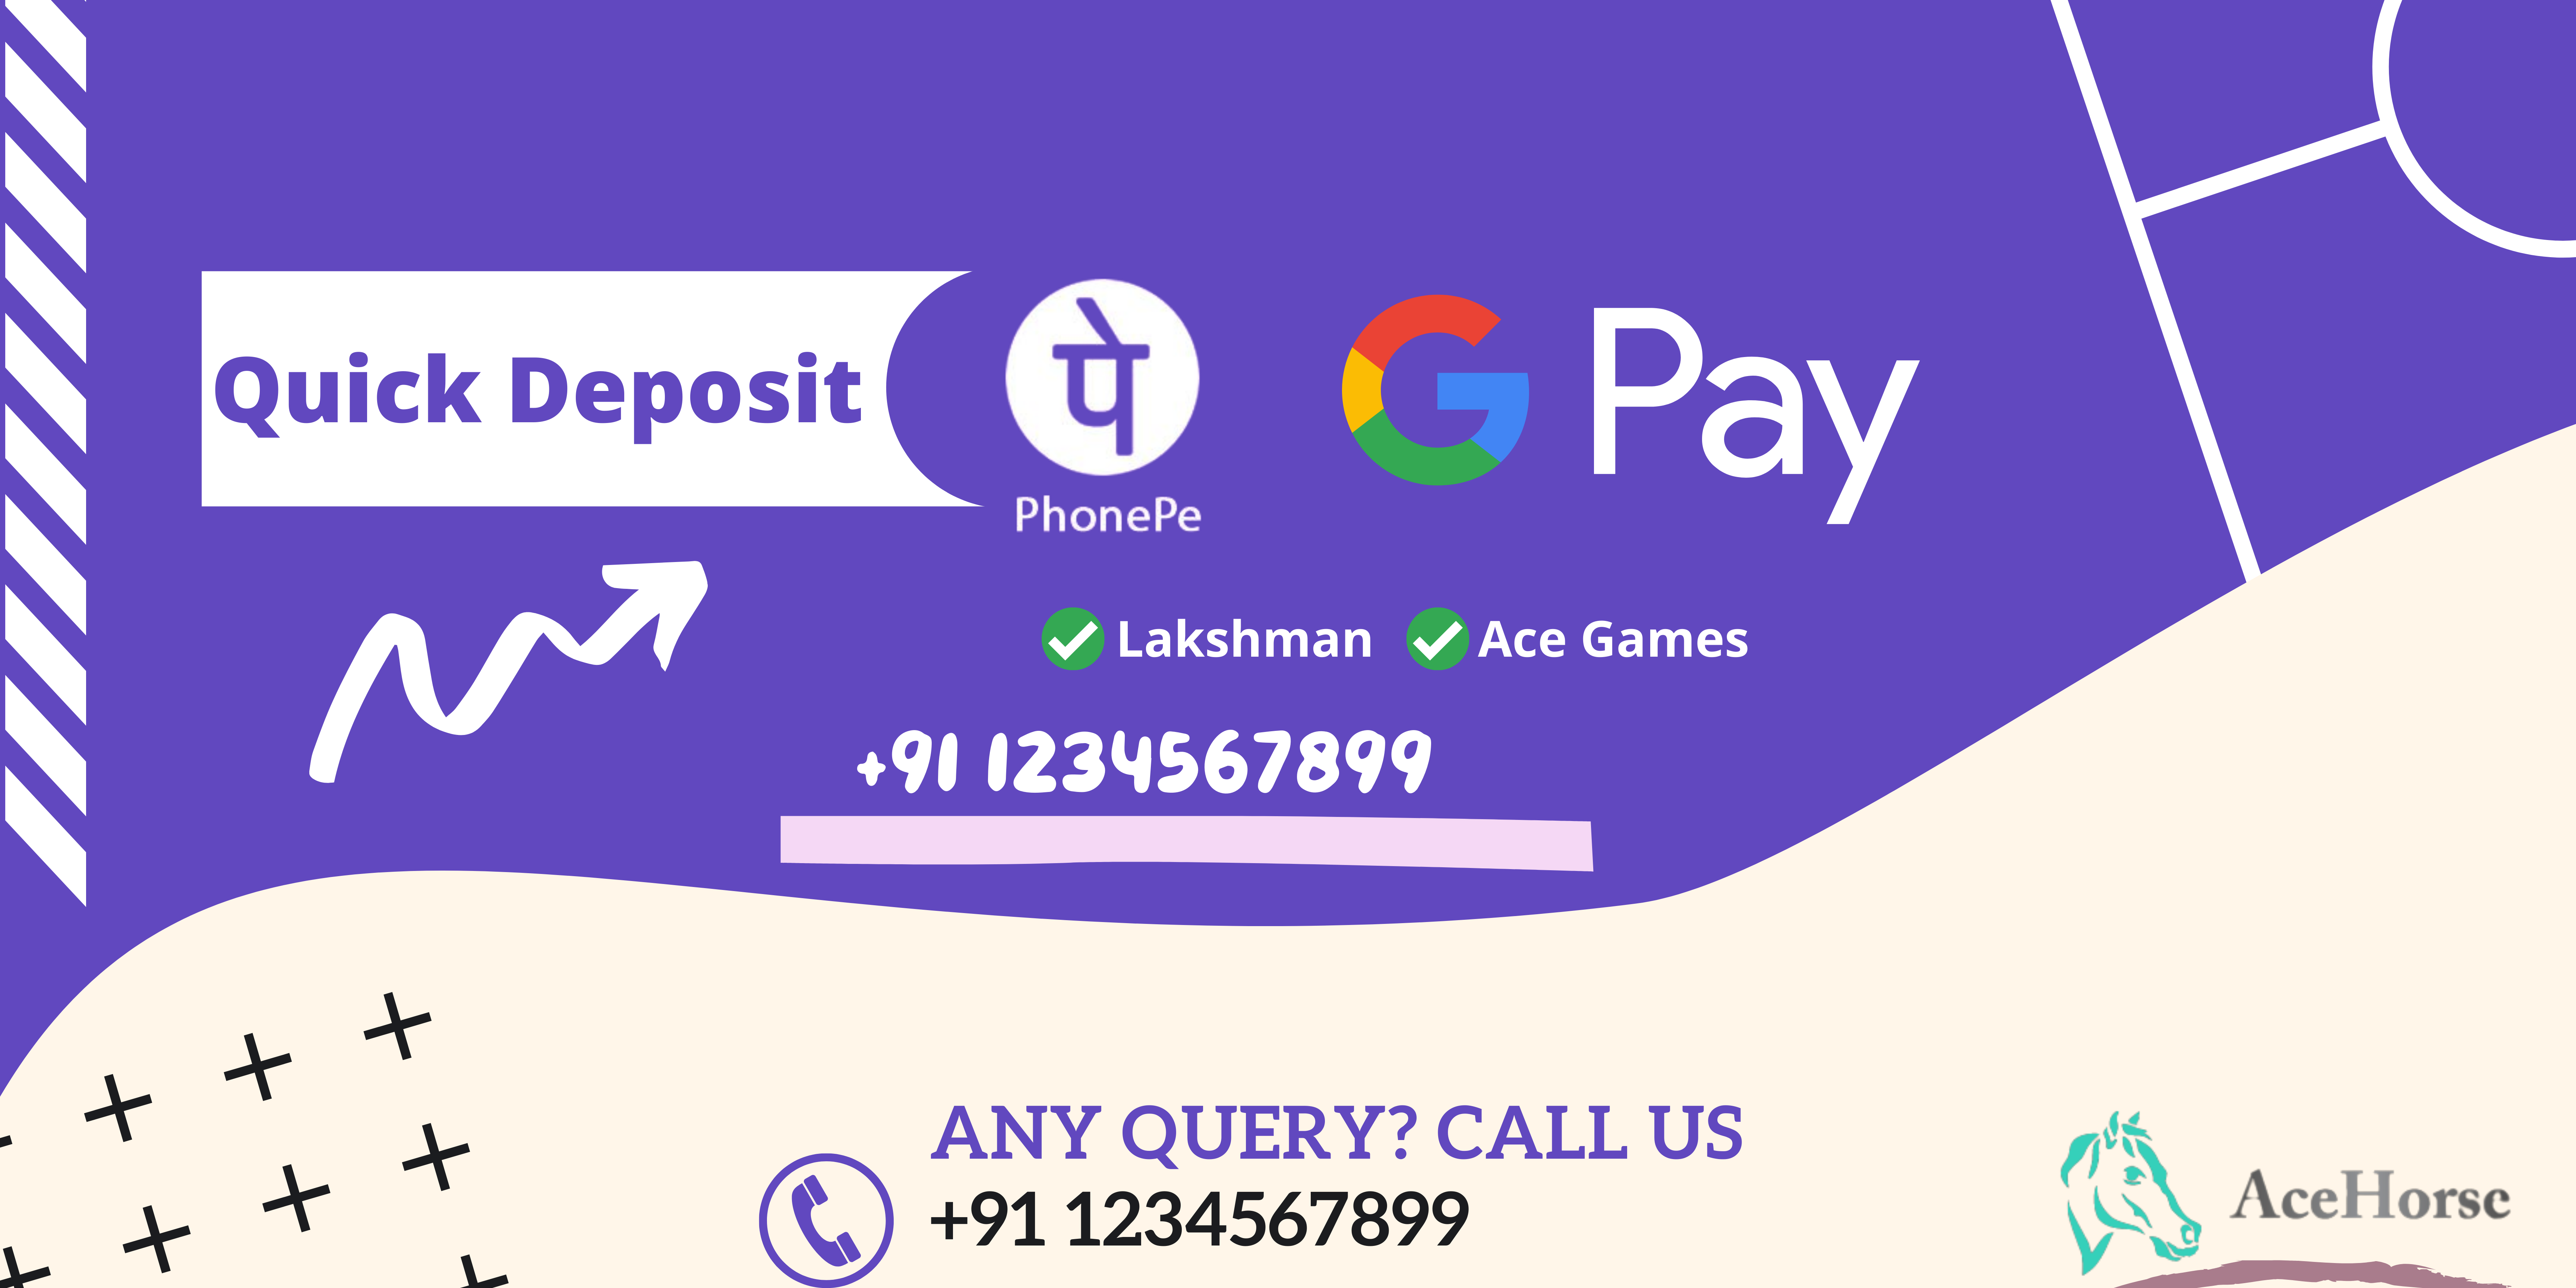 Quick Deposit
पे
PhonePe
G Pay
Lakshman
Ace Games
+91 1234567899
ANY QUERY? CALL US
+91 1234567899
AceHorse